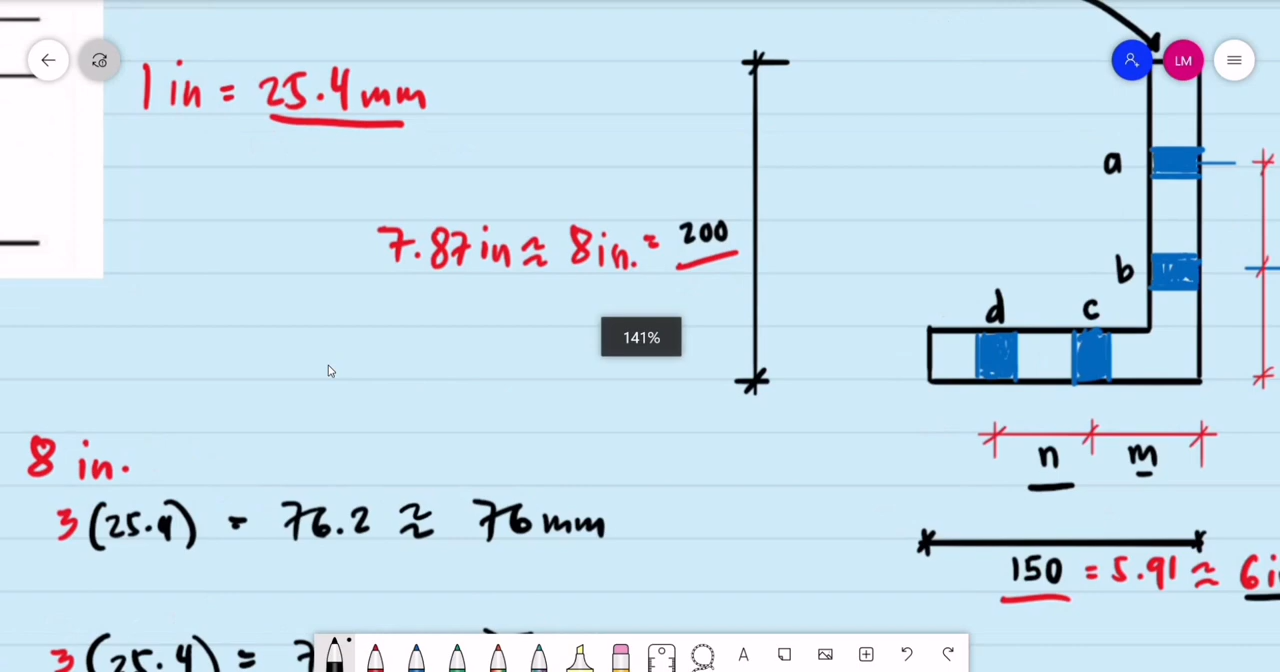 LM
1 in = 25.4 mm
a
7.87 in ≈ 8 in. = 200
b
d c
141%
n m
8 in.
3 (25.4) = 76.2 ≈ 76 mm
150 = 5.91 ≈ 6 i
3 (25.4) = 7
A